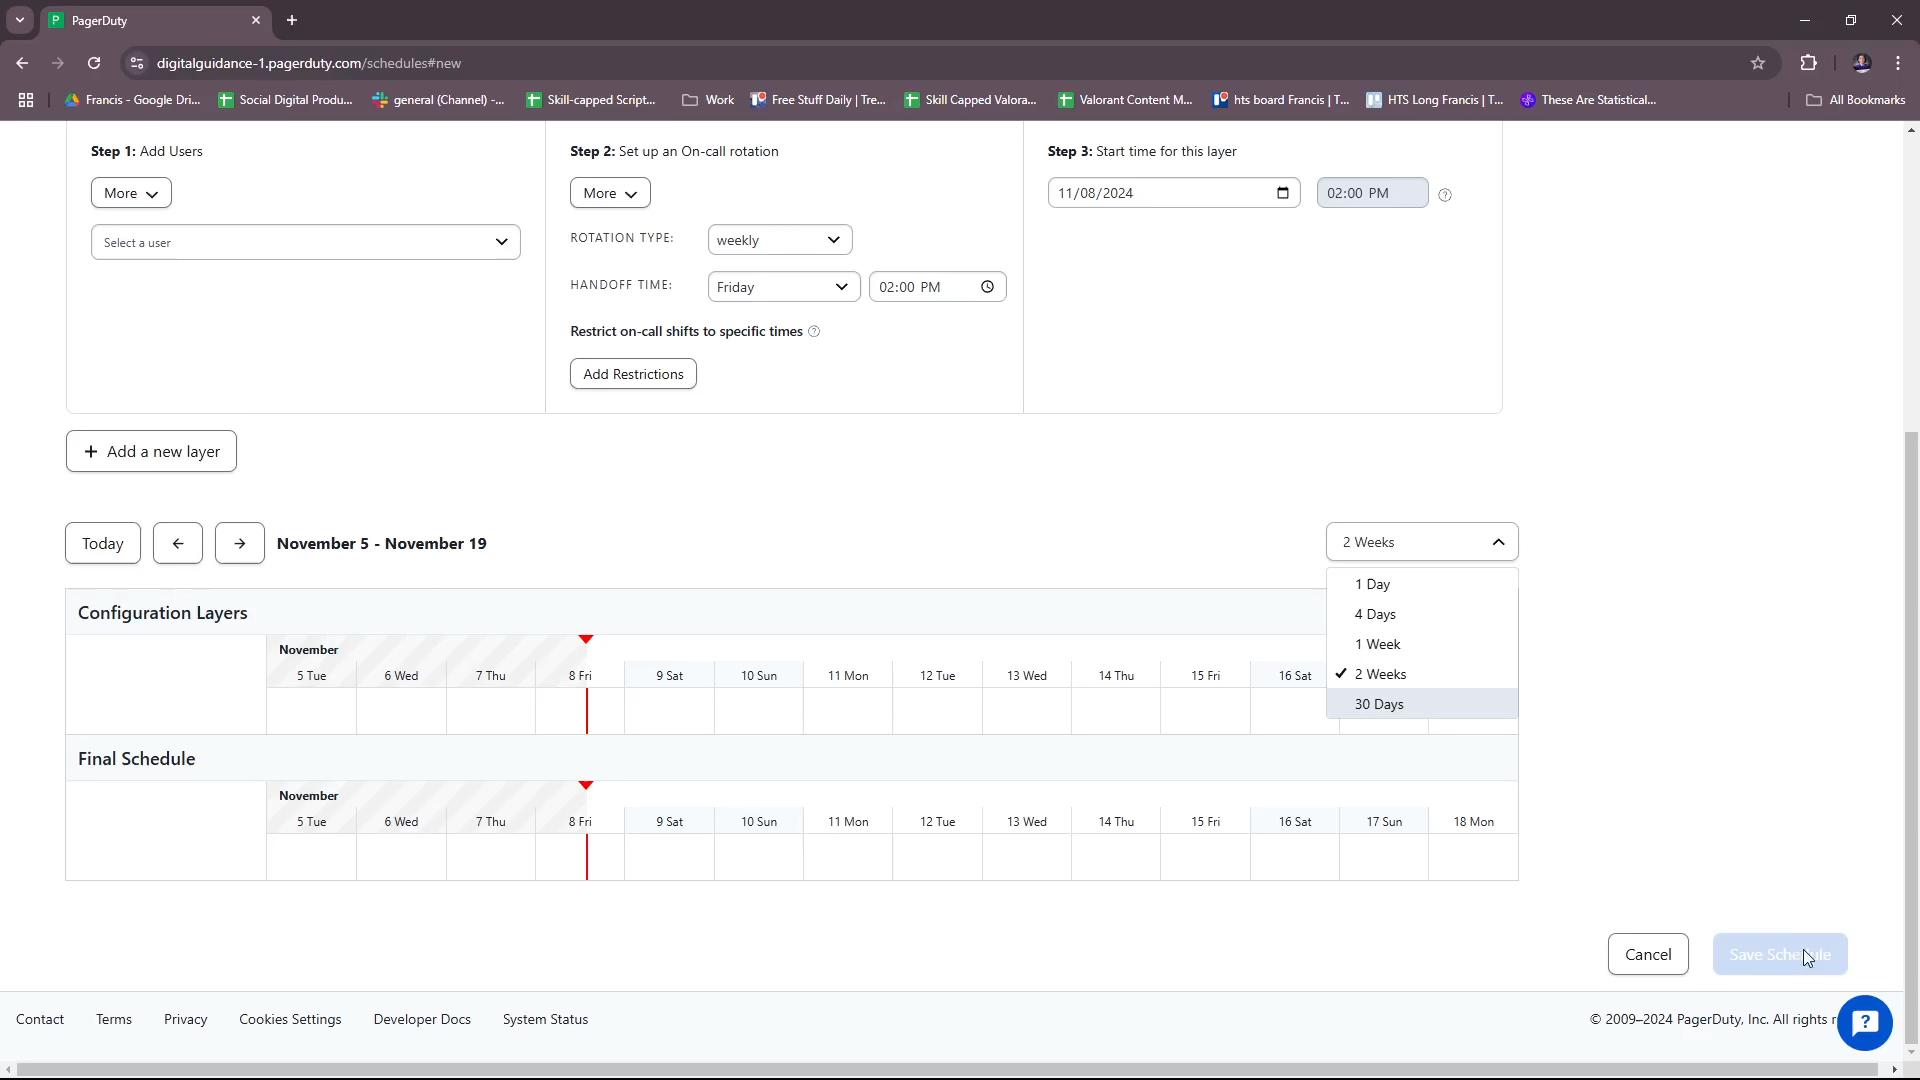 PagerDuty
digitalguidance-1.pagerduty.com/schedules#new
Francis - Google Dri...
Social Digital Produ...
general (Channel) -...
Skill-capped Script...
Work
Free Stuff Daily | Tre...
Skill Capped Valora...
Valorant Content M...
hts board Francis | T...
HTS Long Francis | T...
These Are Statistical...
All Bookmarks
Step 1: Add Users
Step 2: Set up an On-call rotation
Step 3: Start time for this layer
More
More
11/08/2024
02:00 PM
Select a user
ROTATION TYPE:
weekly
HANDOFF TIME:
Friday
02:00 PM
Restrict on-call shifts to specific times
Add Restrictions
+ Add a new layer
Today
November 5 - November 19
2 Weeks
1 Day
4 Days
1 Week
2 Weeks
30 Days
Configuration Layers
November
5 Tue 6 Wed 7 Thu 8 Fri 9 Sat 10 Sun 11 Mon 12 Tue 13 Wed 14 Thu 15 Fri 16 Sat
Final Schedule
November
5 Tue 6 Wed 7 Thu 8 Fri 9 Sat 10 Sun 11 Mon 12 Tue 13 Wed 14 Thu 15 Fri 16 Sat 17 Sun 18 Mon
Cancel
Save Schedule
Contact
Terms
Privacy
Cookies Settings
Developer Docs
System Status
© 2009–2024 PagerDuty, Inc. All rights r